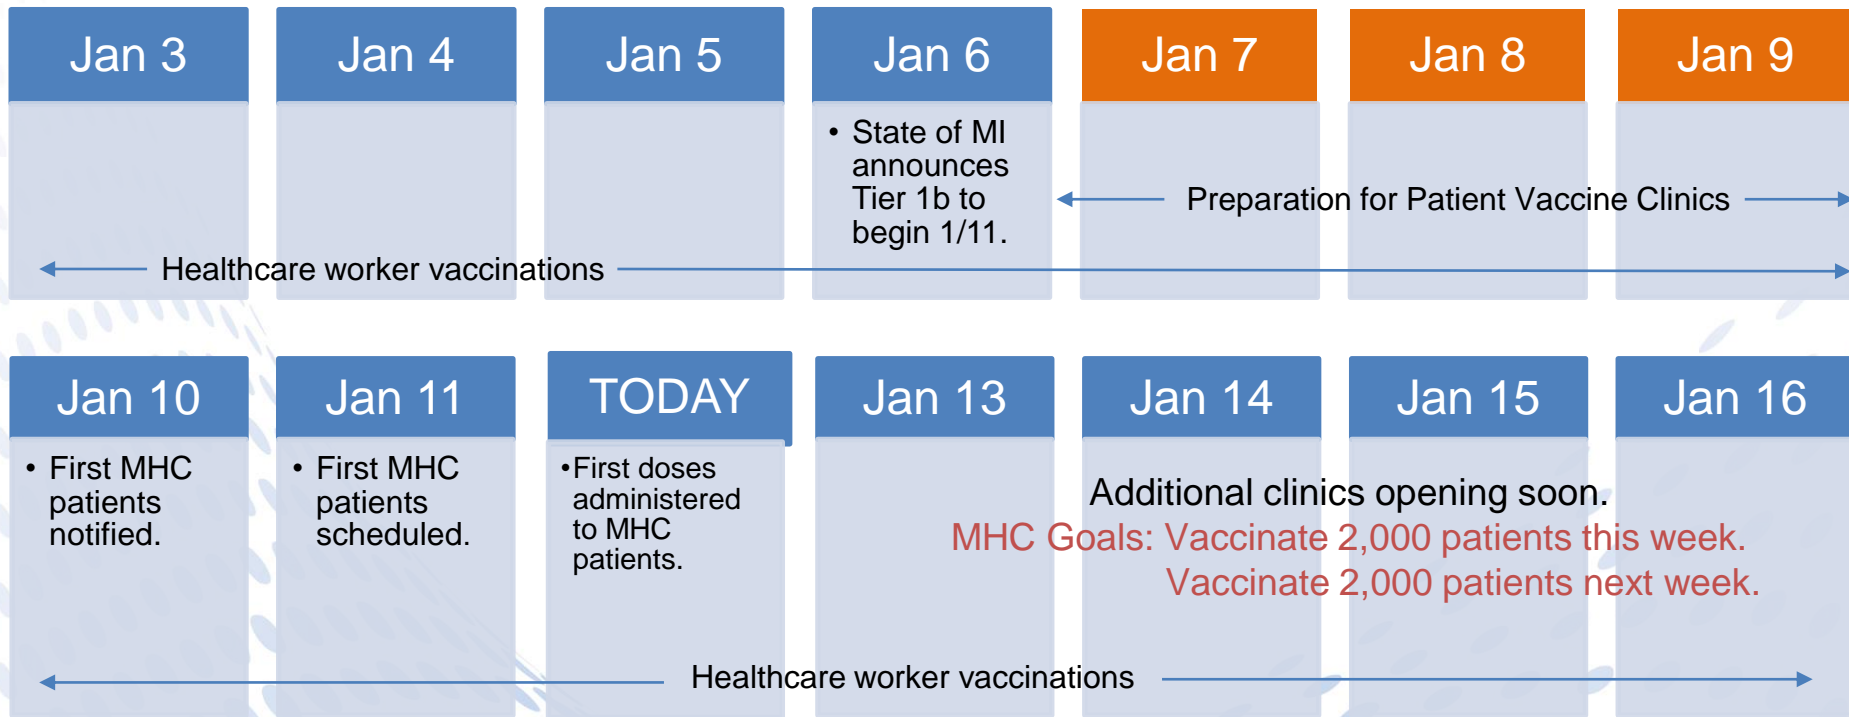 Jan 3
Jan 4
Jan 5
Jan 6
Jan 7
Jan 8
Jan 9
• State of MI
announces
Tier 1b to
begin 1/11.
Preparation for Patient Vaccine Clinics
Healthcare worker vaccinations
Jan 10
Jan 11
TODAY
Jan 13
Jan 14
Jan 15
Jan 16
• First MHC
patients
notified.
• First MHC
patients
scheduled.
•First doses
administered
to MHC
patients.
Additional clinics opening soon.
MHC Goals: Vaccinate 2,000 patients this week.
Vaccinate 2,000 patients next week.
Healthcare worker vaccinations